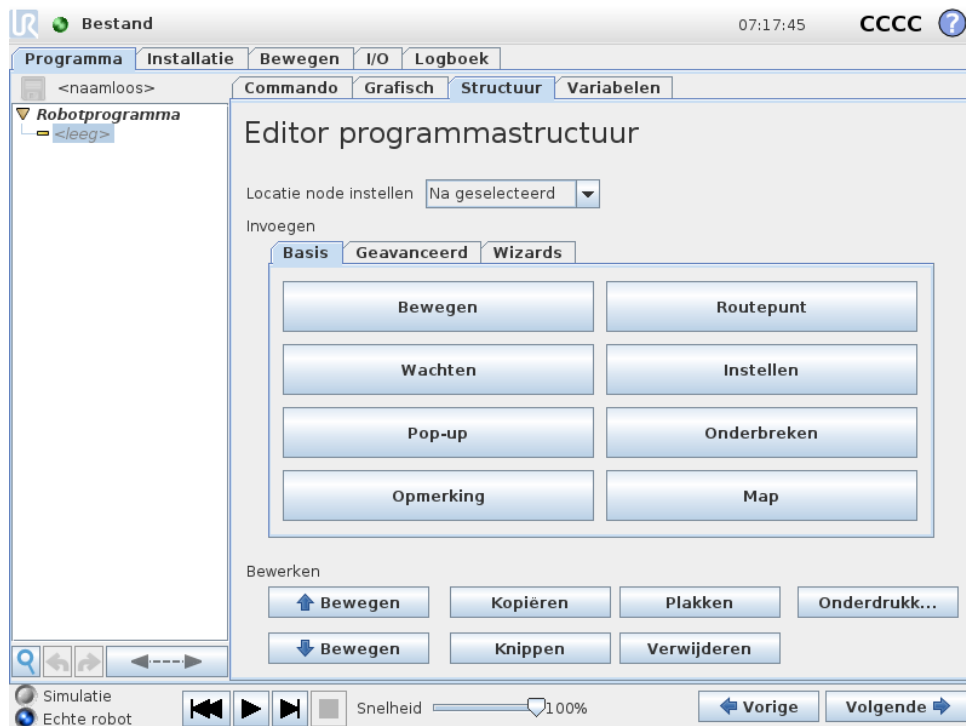 UR Bestand 07:17:45 CCCC ?
Programma Installatie Bewegen I/O Logboek
<naamloos>
Commando Grafisch Structuur Variabelen
Robotprogramma
<leeg>
Editor programmastructuur
Locatie node instellen Na geselecteerd
Invoegen
Basis Geavanceerd Wizards
Bewegen Routepunt
Wachten Instellen
Pop-up Onderbreken
Opmerking Map
Bewerken
Bewegen Kopiëren Plakken Onderdrukk...
Bewegen Knippen Verwijderen
Simulatie
Echte robot
Snelheid 100%
Vorige Volgende